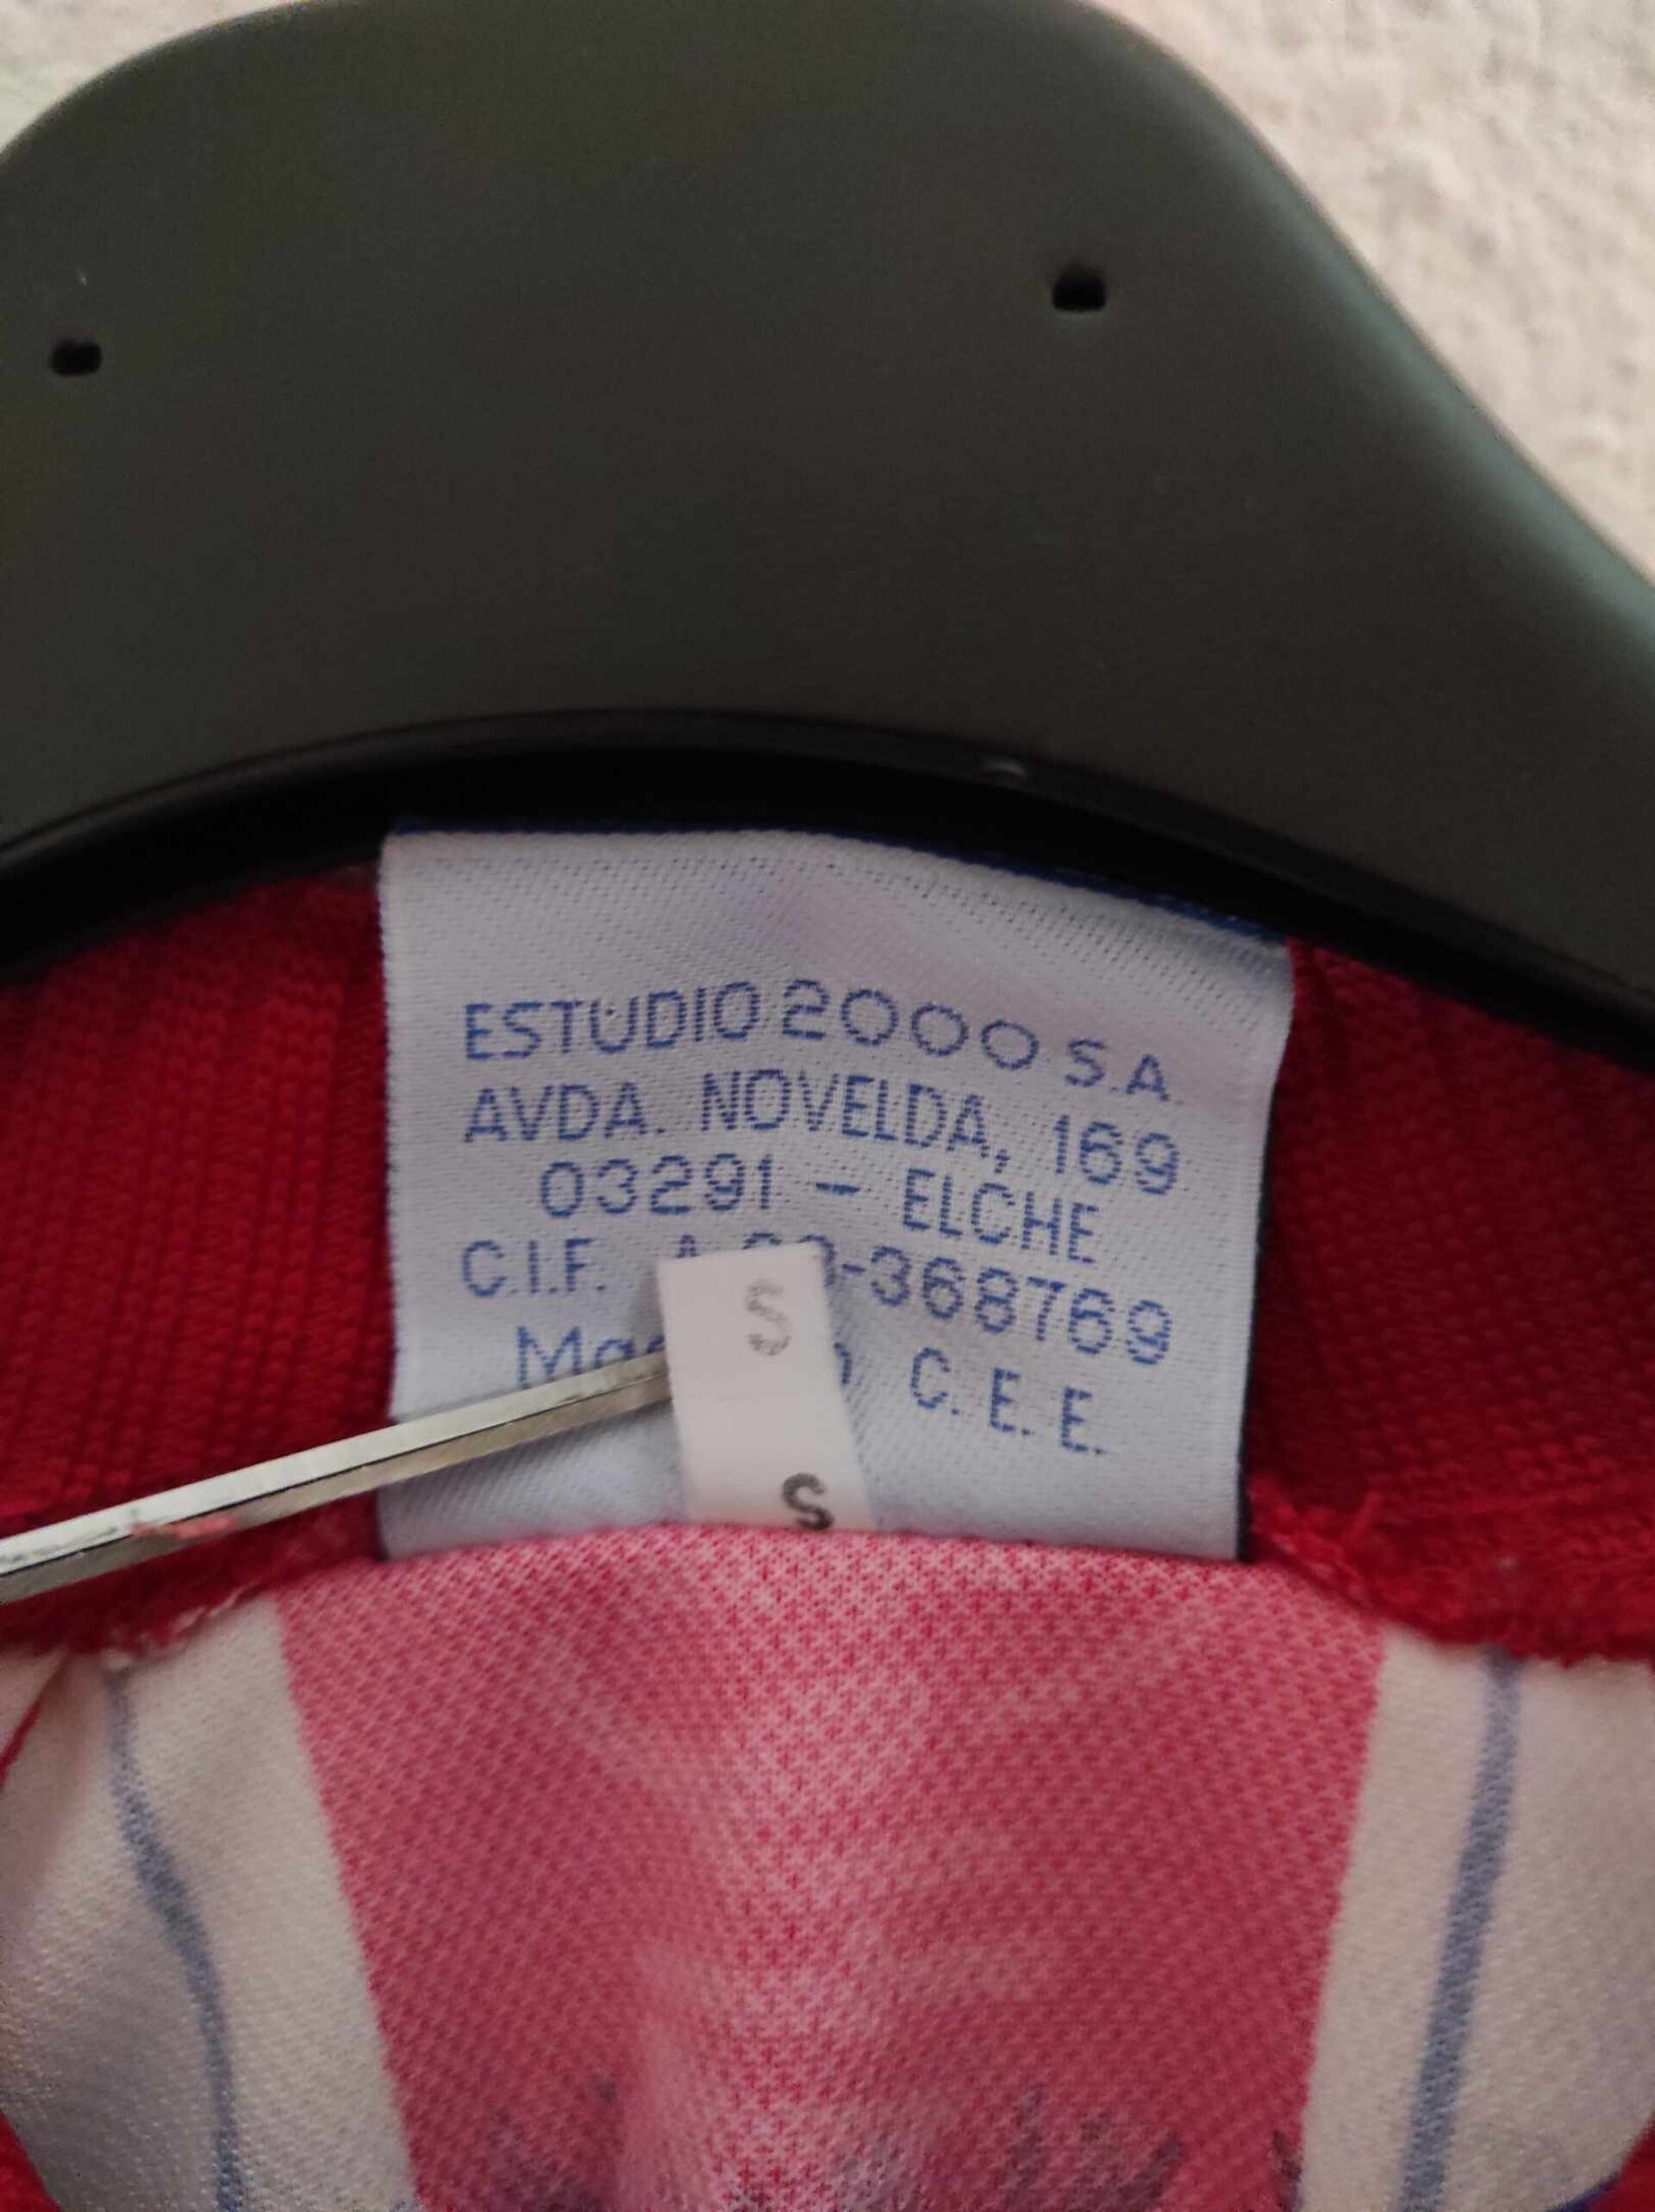 ESTUDIO 2000 S.A.
AVDA. NOVELDA, 169
03291 - ELCHE
C.I.F. -368769
C. E. E.
S
S